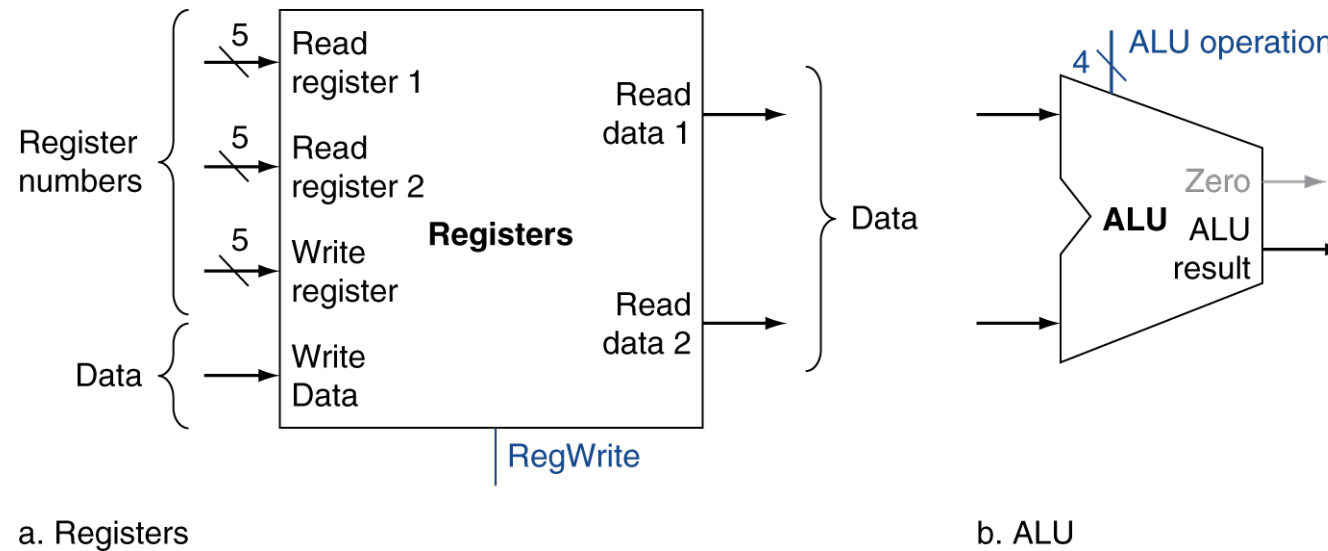 5
Read
register 1
5
Read
register 2
Register
numbers
5
Write
register
Data
Write
Data
Registers
Read
data 1
Read
data 2
Data
RegWrite
a. Registers
4
ALU operation
Zero
ALU
ALU
result
b. ALU